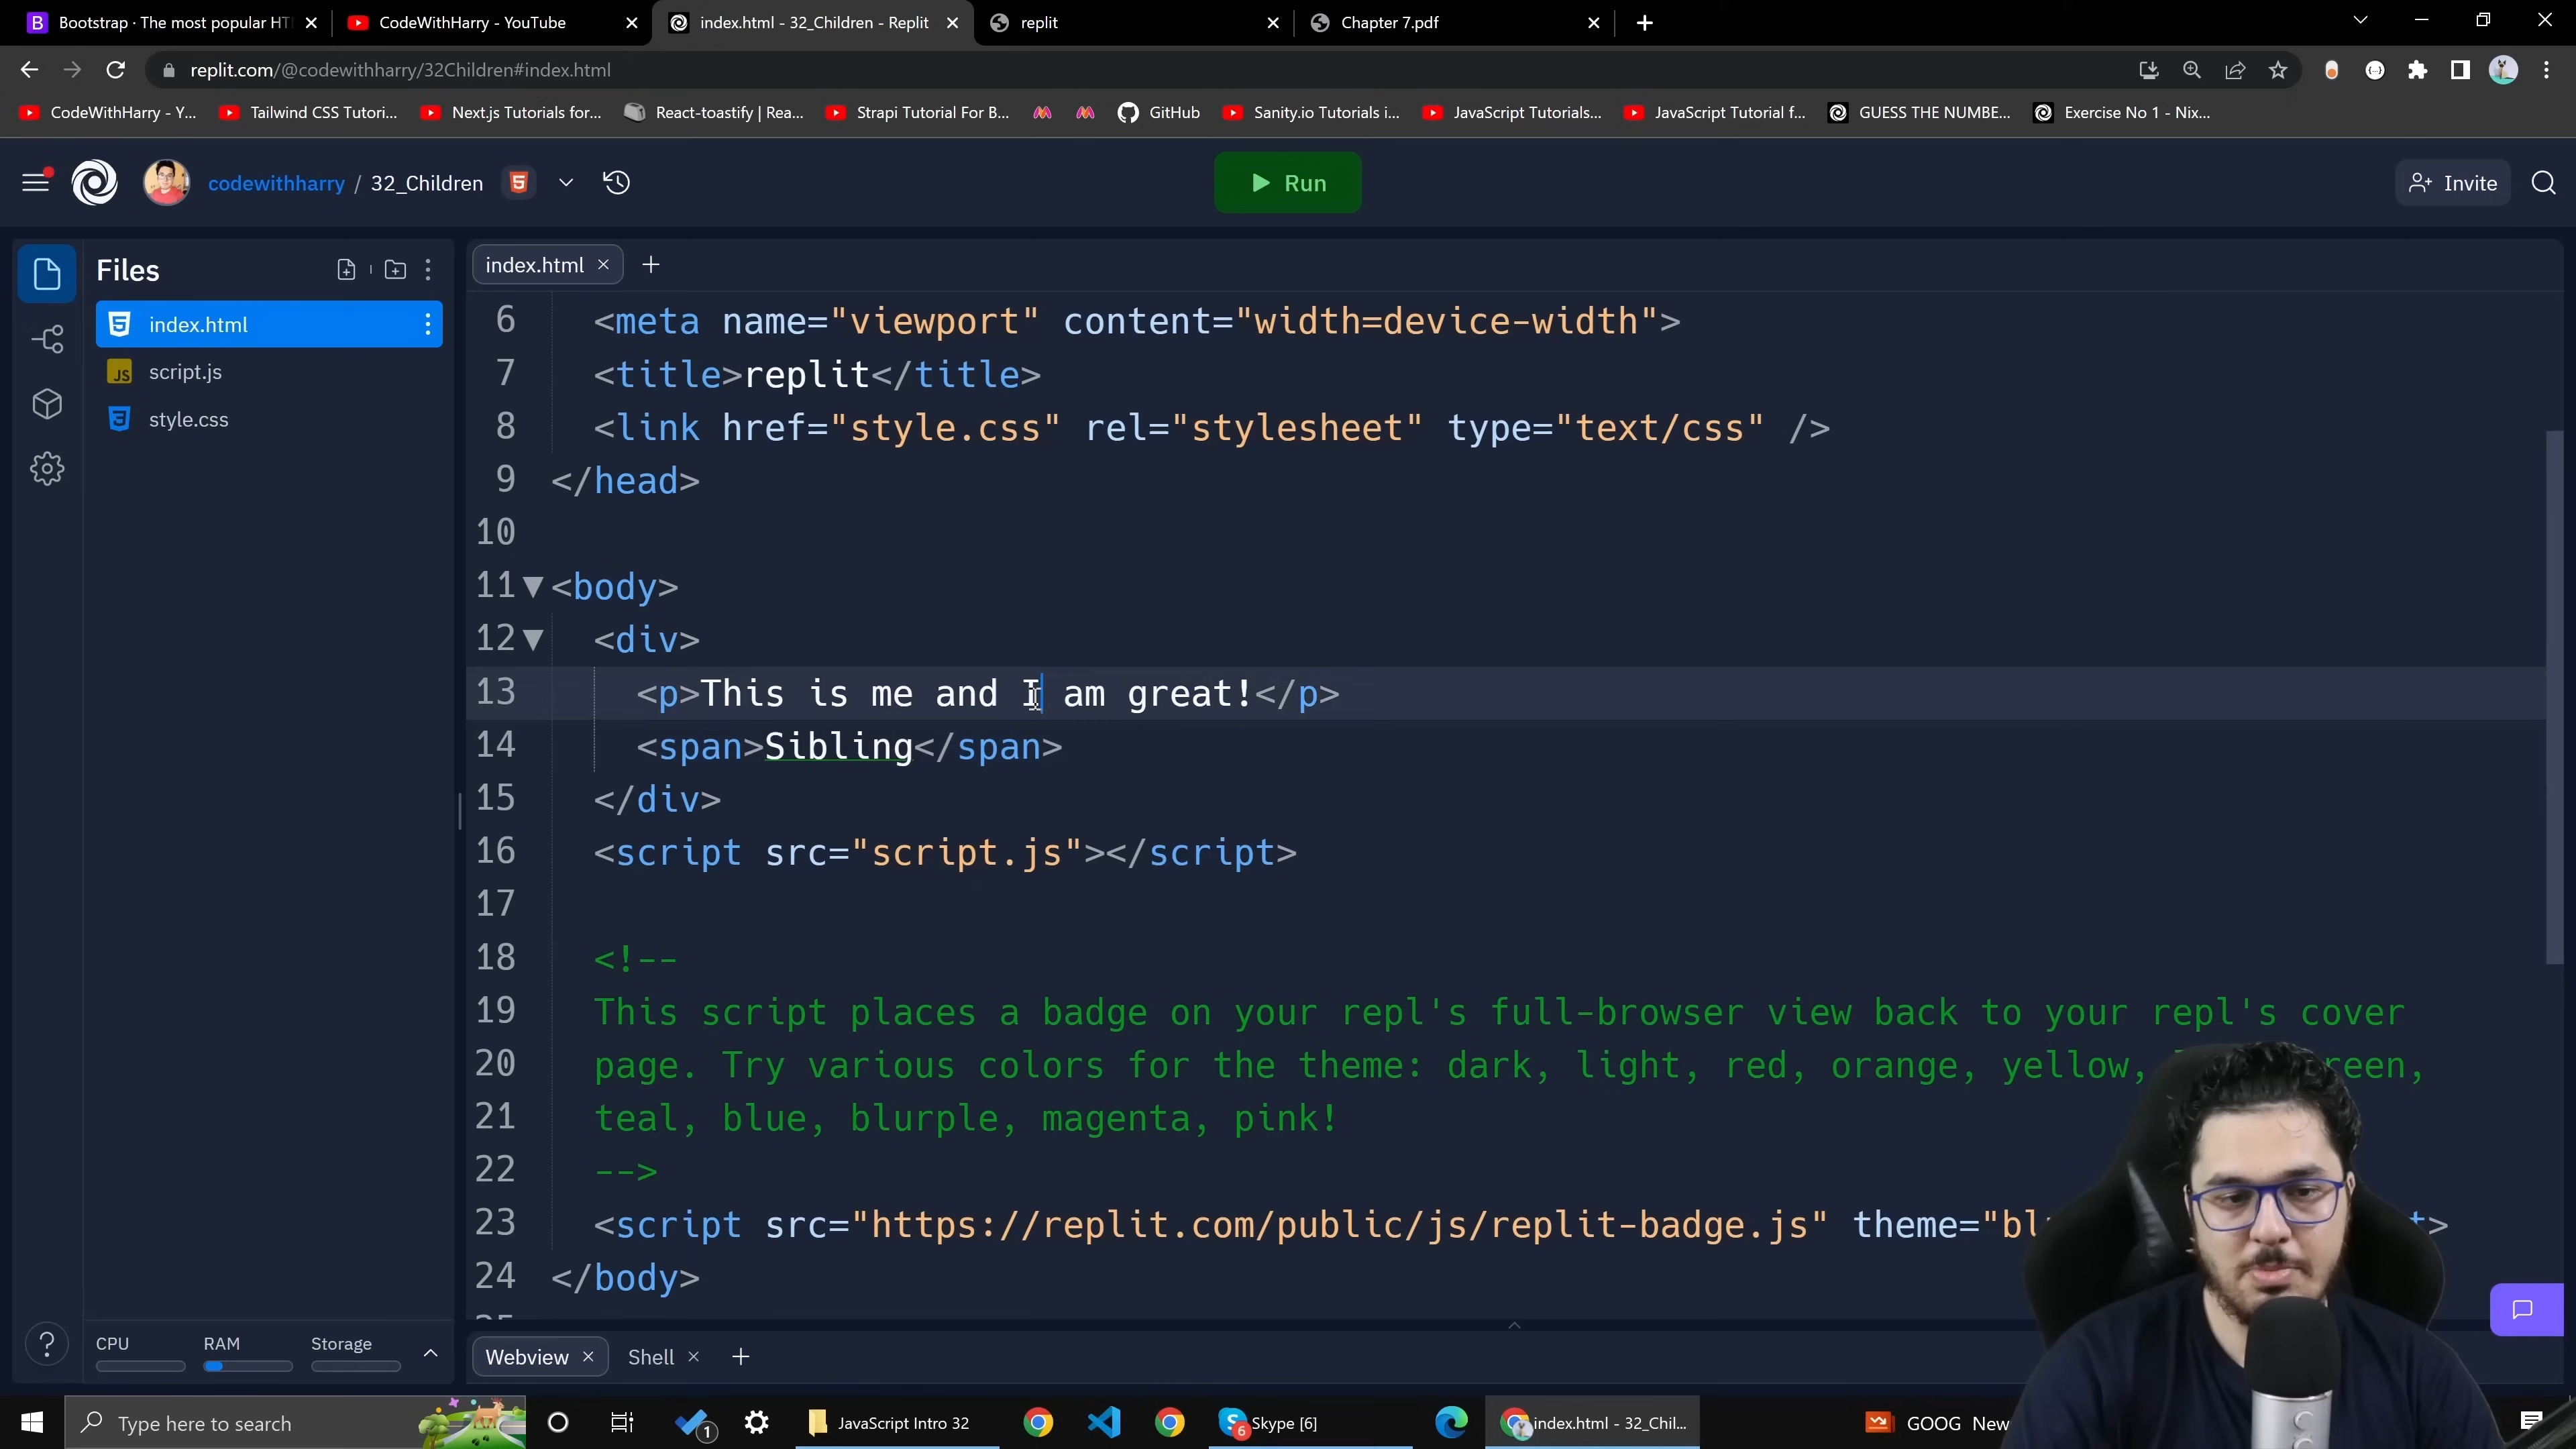 Bootstrap · The most popular HT
CodeWithHarry - YouTube
index.html - 32_Children - Replit
replit
Chapter 7.pdf
replit.com/@codewithharry/32Children#index.html
CodeWithHarry - Y...
Tailwind CSS Tutori...
Next.js Tutorials for...
React-toastify | Rea...
Strapi Tutorial For B...
GitHub
Sanity.io Tutorials i...
JavaScript Tutorials...
JavaScript Tutorial f...
GUESS THE NUMBE...
Exercise No 1 - Nix...
codewithharry / 32_Children
Run
Invite
Files
index.html
script.js
style.css
index.html
6 <meta name="viewport" content="width=device-width">
7 <title>replit</title>
8 <link href="style.css" rel="stylesheet" type="text/css" />
9 </head>
10
11 <body>
12 <div>
13 <p>This is me and I am great!</p>
14 <span>Sibling</span>
15 </div>
16 <script src="script.js"></script>
17
18 <!--
19 This script places a badge on your repl's full-browser view back to your repl's cover
20 page. Try various colors for the theme: dark, light, red, orange, yellow, reen,
21 teal, blue, blurple, magenta, pink!
22 -->
23 <script src="https://replit.com/public/js/replit-badge.js" theme="bl t>
24 </body>
CPU RAM Storage
Webview
Shell
Type here to search
1
JavaScript Intro 32
6
Skype [6]
index.html - 32_Chil...
GOOG New